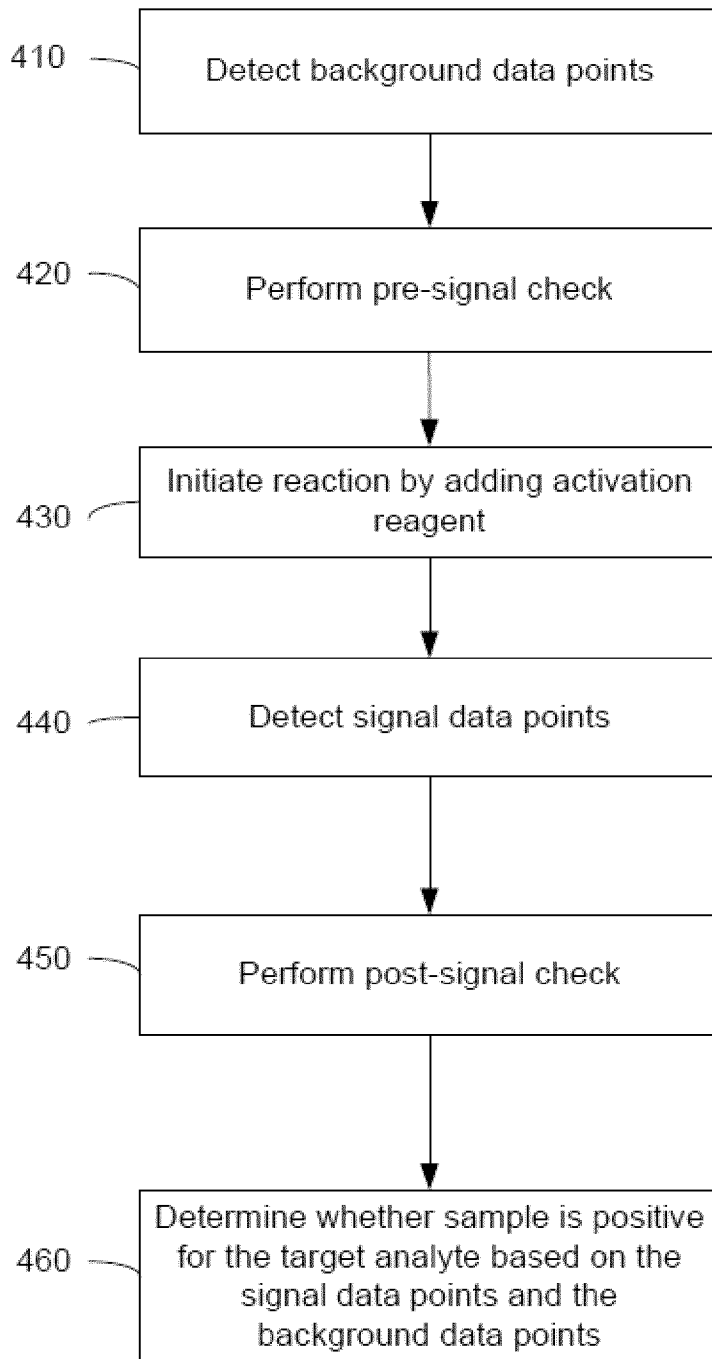 410
Detect background data points
420
Perform pre-signal check
430
Initiate reaction by adding activation
reagent
440
Detect signal data points
450
Perform post-signal check
460
Determine whether sample is positive
for the target analyte based on the
signal data points and the
background data points